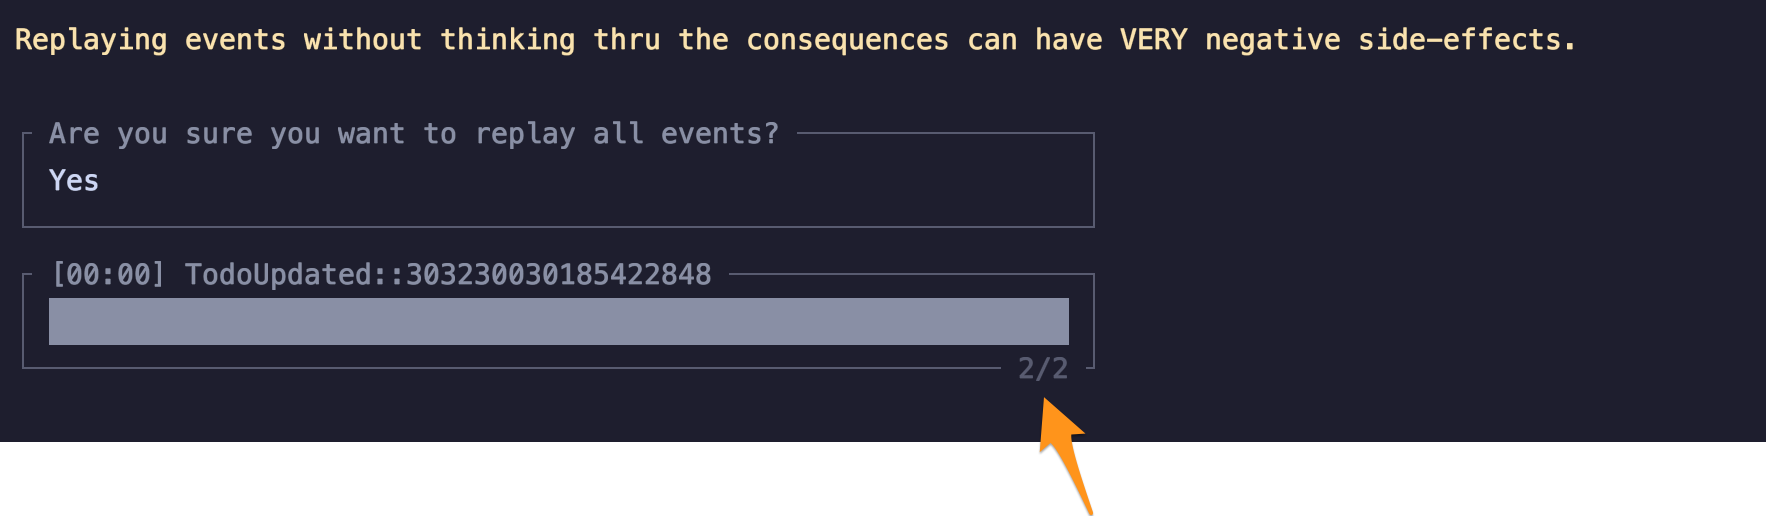 Replaying events without thinking thru the consequences can have VERY negative side-effects.
Are you sure you want to replay all events?
Yes
[00:00] TodoUpdated::303230030185422848
2/2